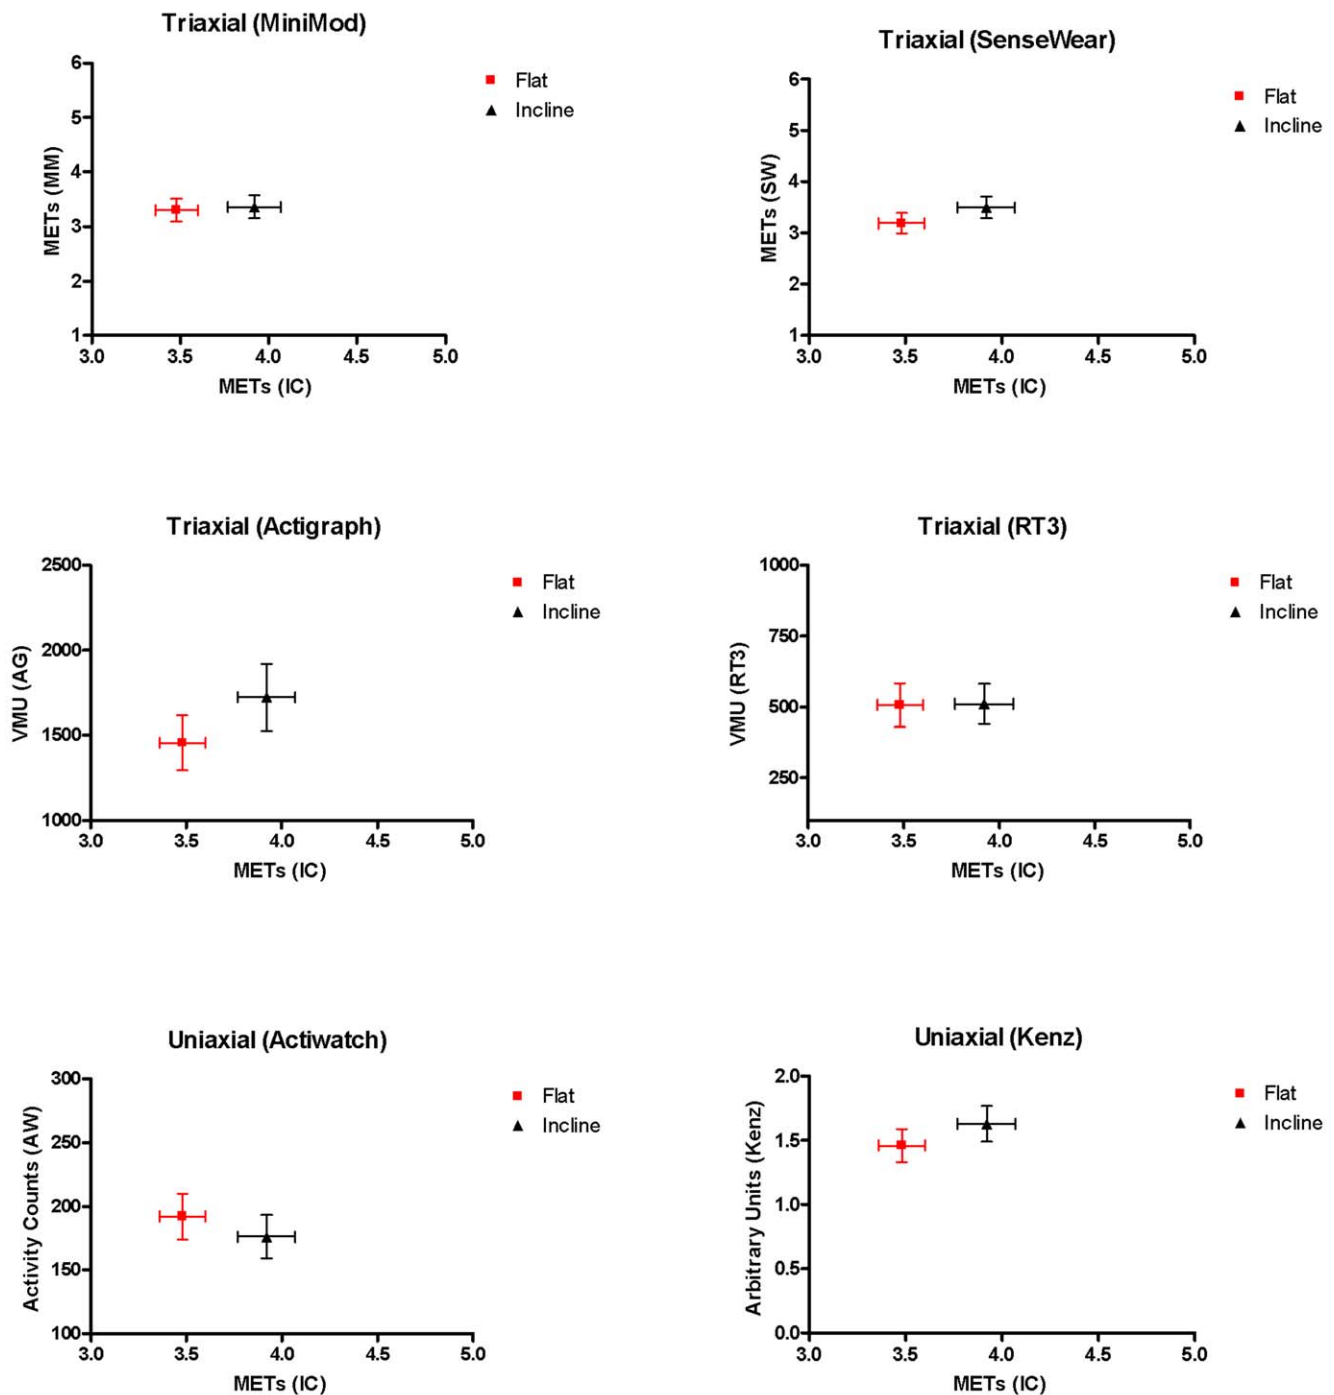 Triaxial (MiniMod)
6
5
4
3
2
1
METs (MM)
3.0 3.5 4.0 4.5 5.0
METs (IC)
Flat
Incline
Triaxial (SenseWear)
6
5
4
3
2
1
METs (SW)
3.0 3.5 4.0 4.5 5.0
METs (IC)
Flat
Incline
Triaxial (Actigraph)
2500
2000
1500
1000
VMU (AG)
3.0 3.5 4.0 4.5 5.0
METs (IC)
Flat
Incline
Triaxial (RT3)
1000
750
500
250
VMU (RT3)
3.0 3.5 4.0 4.5 5.0
METs (IC)
Flat
Incline
Uniaxial (Actiwatch)
300
250
200
150
100
Activity Counts (AW)
3.0 3.5 4.0 4.5 5.0
METs (IC)
Flat
Incline
Uniaxial (Kenz)
2.0
1.5
1.0
0.5
0.0
Arbitrary Units (Kenz)
3.0 3.5 4.0 4.5 5.0
METs (IC)
Flat
Incline